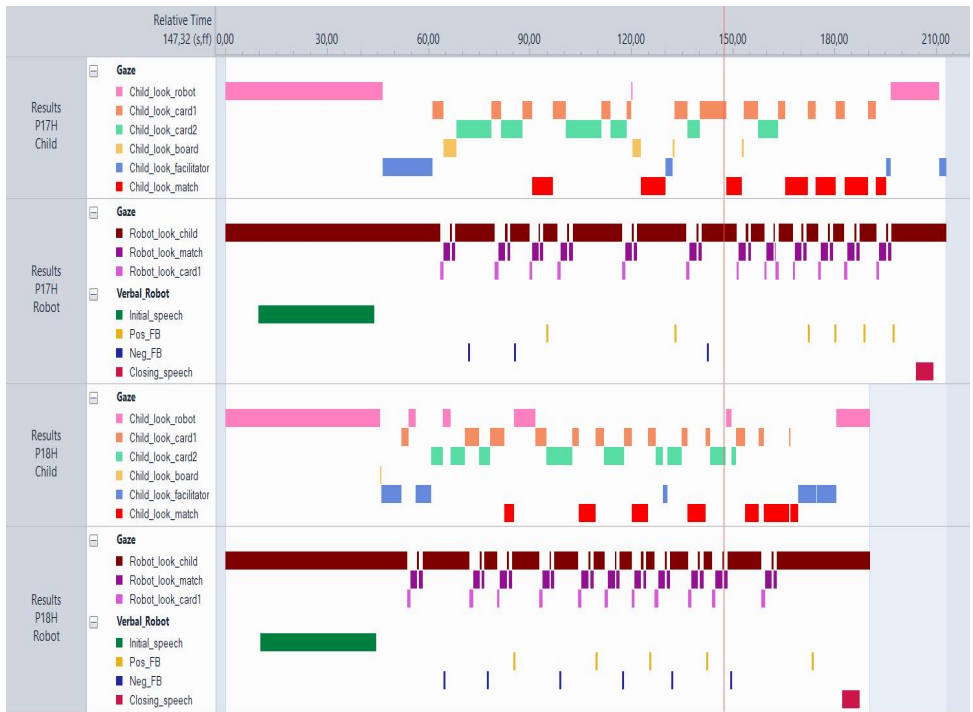 Relative Time
147,32 (s,ff) 0,00 30,00 60,00 90,00 120,00 150,00 180,00 210,00
Results
P17H
Child
Gaze
Child_look_robot
Child_look_card1
Child_look_card2
Child_look_board
Child_look_facilitator
Child_look_match
Results
P17H
Robot
Gaze
Robot_look_child
Robot_look_match
Robot_look_card1
Verbal_Robot
Initial_speech
Pos_FB
Neg_FB
Closing_speech
Results
P18H
Child
Gaze
Child_look_robot
Child_look_card1
Child_look_card2
Child_look_board
Child_look_facilitator
Child_look_match
Results
P18H
Robot
Gaze
Robot_look_child
Robot_look_match
Robot_look_card1
Verbal_Robot
Initial_speech
Pos_FB
Neg_FB
Closing_speech